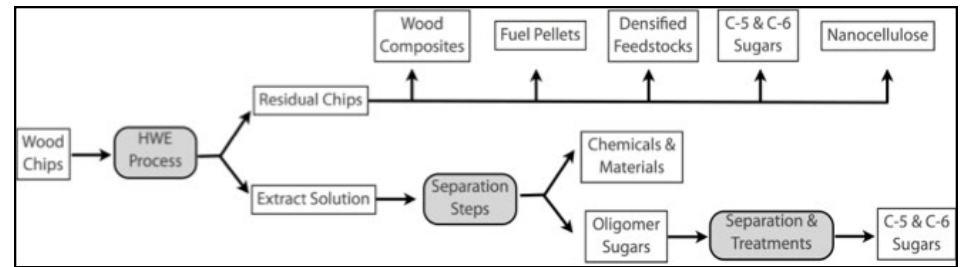 Wood
Composites
Fuel Pellets
Densified
Feedstocks
C-5 & C-6
Sugars
Nanocellulose
Residual Chips
Wood
Chips
HWE
Process
Chemicals &
Materials
Extract Solution
Separation
Steps
Oligomer
Sugars
Separation &
Treatments
C-5 & C-6
Sugars